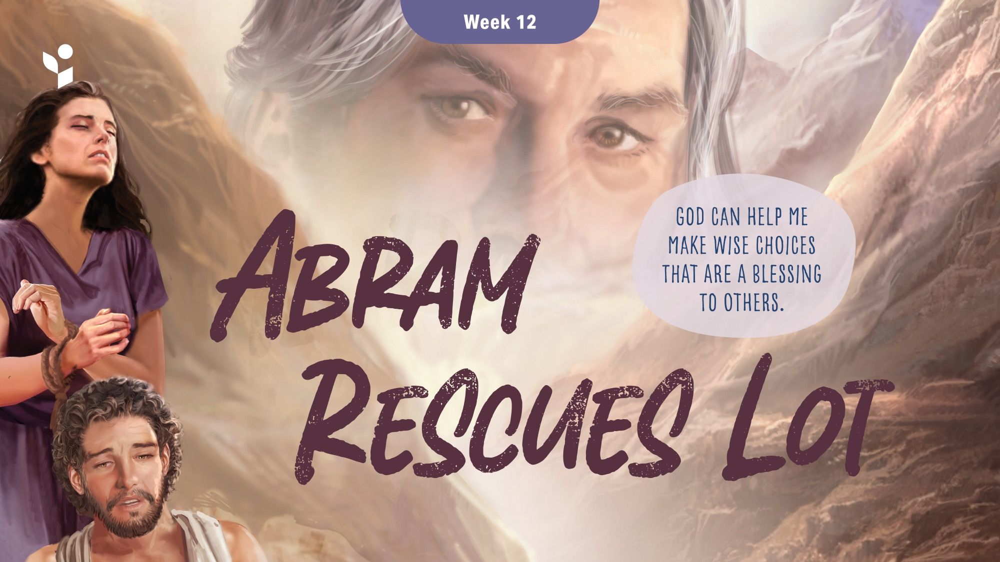 Week 12
ABRAM
RESCUES LOT
GOD CAN HELP ME
MAKE WISE CHOICES
THAT ARE A BLESSING
TO OTHERS.